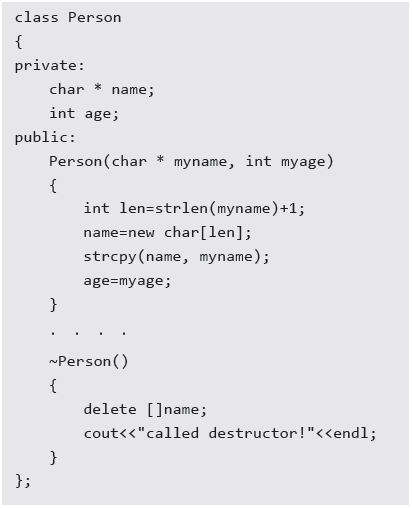 class Person
{
private:
    char * name;
    int age;
public:
    Person(char * myname, int myage)
    {
        int len=strlen(myname)+1;
        name=new char[len];
        strcpy(name, myname);
        age=myage;
    }
    . . . .
    ~Person()
    {
        delete []name;
        cout<<"called destructor!"<<endl;
    }
};